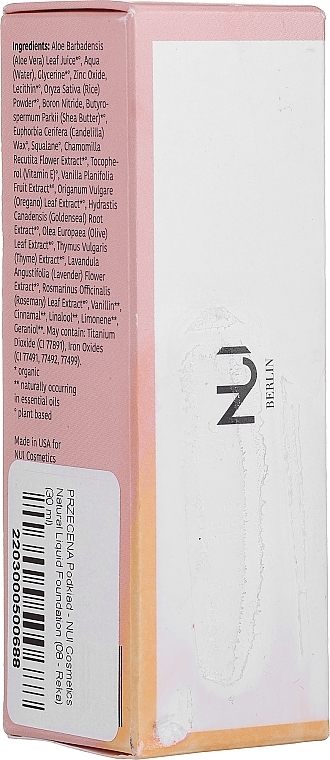 Ingredients: Aloe Barbadensis
(Aloe Vera) Leaf Juice*°, Aqua
(Water), Glycerine*°, Zinc Oxide,
Lecithin*°, Oryza Sativa (Rice)
Powder*°, Boron Nitride, Butyro-
spermum Parkii (Shea Butter)*°,
Euphorbia Cerifera (Candelilla)
Wax°, Squalane°, Chamomilla
Recutita Flower Extract*°, Tocophe-
rol (Vitamin E)°, Vanilla Planifolia
Fruit Extract*°, Origanum Vulgare
(Oregano) Leaf Extract*°, Hydrastis
Canadensis (Goldenseal) Root
Extract*°, Olea Europaea (Olive)
Leaf Extract*°, Thymus Vulgaris
(Thyme) Extract*°, Lavandula
Angustifolia (Lavender) Flower
Extract*°, Rosmarinus Officinalis
(Rosemary) Leaf Extract*°, Vanillin**,
Cinnamal**, Linalool**, Limonene**,
Geraniol**. May contain: Titanium
Dioxide (CI 77891), Iron Oxides
(CI 77491, 77492, 77499).
* organic
** naturally occurring
in essential oils
° plant based
Made in USA for
NUI Cosmetics
NUI
BERLIN
PRZECENA Podkład - NUI Cosmetics
Natural Liquid Foundation (08 - Reka)
(30 ml)
2203000500688